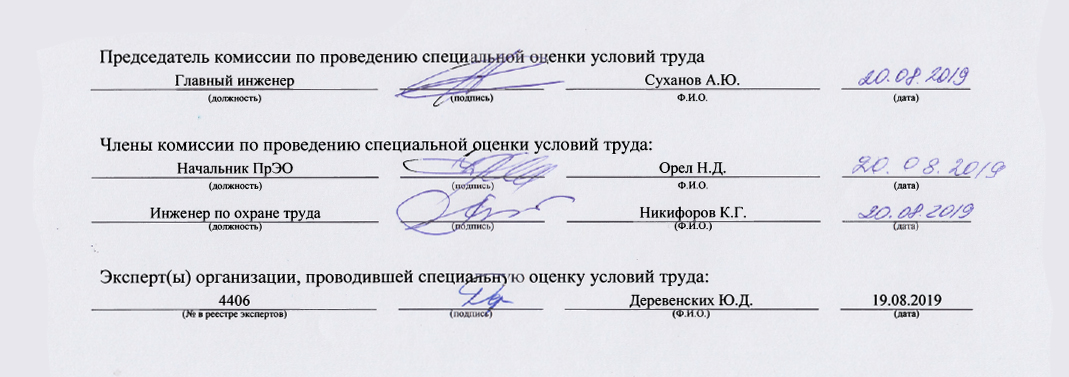 Председатель комиссии по проведению специальной оценки условий труда
Главный инженер Суханов А.Ю. 20.08.2019
(должность) (подпись) Ф.И.О. (дата)
Члены комиссии по проведению специальной оценки условий труда:
Начальник ПрЭО Орел Н.Д. 20.08.2019
(должность) (подпись) Ф.И.О. (дата)
Инженер по охране труда Никифоров К.Г. 20.08.2019
(должность) (подпись) (Ф.И.О.) (дата)
Эксперт(ы) организации, проводившей специальную оценку условий труда:
4406 Деревенских Ю.Д. 19.08.2019
(№ в реестре экспертов) (подпись) (Ф.И.О.) (дата)